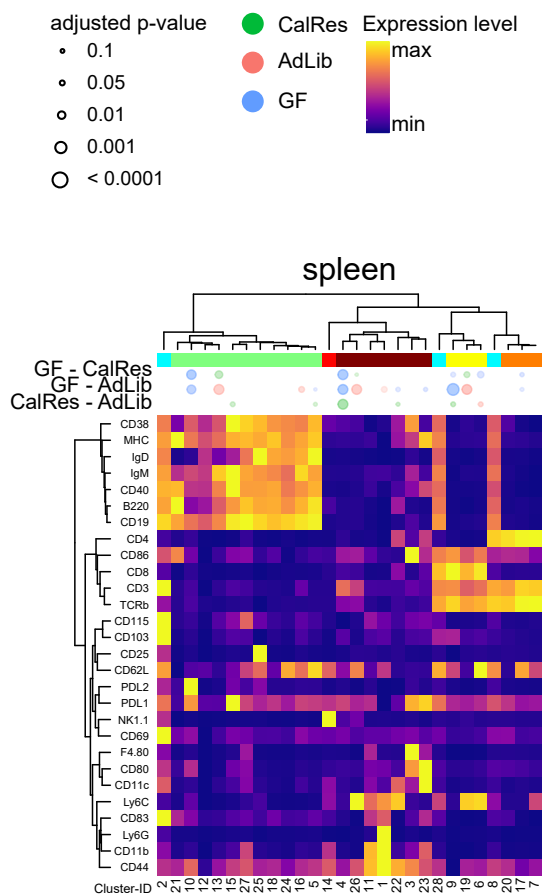 adjusted p-value
0.1
0.05
0.01
0.001
< 0.0001
CalRes
AdLib
GF
Expression level
max
min
spleen
GF - CalRes
GF - AdLib
CalRes - AdLib
CD38
MHC
IgD
IgM
CD40
B220
CD19
CD4
CD86
CD8
CD3
TCRb
CD115
CD103
CD25
CD62L
PDL2
PDL1
NK1.1
CD69
F4.80
CD80
CD11c
Ly6C
CD83
Ly6G
CD11b
CD44
Cluster-ID 2 21 10 12 13 15 27 25 18 24 16 5 14 4 26 11 1 22 3 23 28 9 19 6 8 20 17 7